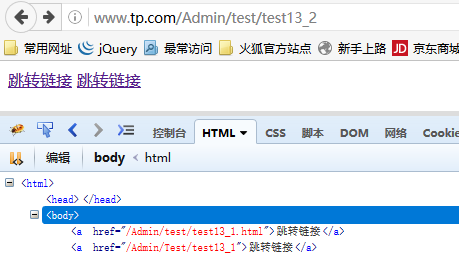 www.tp.com/Admin/test/test13_2
常用网址 jQuery 最常访问 火狐官方站点 新手上路 JD 京东商城
跳转链接 跳转链接
控制台 HTML CSS 脚本 DOM 网络 Cookie
编辑 body < html
<html>
<head></head>
<body>
<a href="/Admin/test/test13_1.html">跳转链接</a>
<a href="/Admin/Test/test13_1">跳转链接</a>